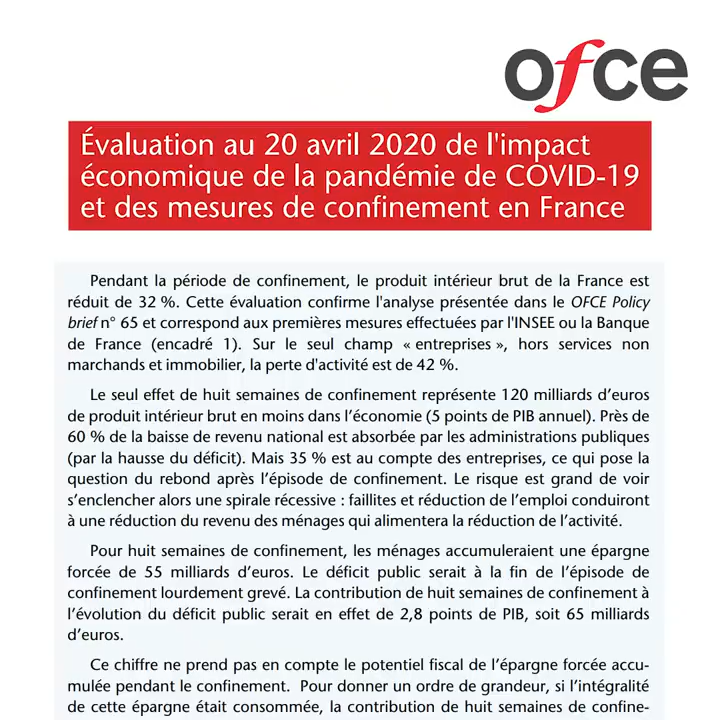 ofce
Évaluation au 20 avril 2020 de l'impact
économique de la pandémie de COVID-19
et des mesures de confinement en France
Pendant la période de confinement, le produit intérieur brut de la France est
réduit de 32 %. Cette évaluation confirme l'analyse présentée dans le OFCE Policy
brief n° 65 et correspond aux premières mesures effectuées par l'INSEE ou la Banque
de France (encadré 1). Sur le seul champ « entreprises », hors services non
marchands et immobilier, la perte d'activité est de 42 %.
Le seul effet de huit semaines de confinement représente 120 milliards d’euros
de produit intérieur brut en moins dans l’économie (5 points de PIB annuel). Près de
60 % de la baisse de revenu national est absorbée par les administrations publiques
(par la hausse du déficit). Mais 35 % est au compte des entreprises, ce qui pose la
question du rebond après l’épisode de confinement. Le risque est grand de voir
s’enclencher alors une spirale récessive : faillites et réduction de l’emploi conduiront
à une réduction du revenu des ménages qui alimentera la réduction de l’activité.
Pour huit semaines de confinement, les ménages accumuleraient une épargne
forcée de 55 milliards d’euros. Le déficit public serait à la fin de l’épisode de
confinement lourdement grevé. La contribution de huit semaines de confinement à
l’évolution du déficit public serait en effet de 2,8 points de PIB, soit 65 milliards
d’euros.
Ce chiffre ne prend pas en compte le potentiel fiscal de l’épargne forcée accu-
mulée pendant le confinement. Pour donner un ordre de grandeur, si l’intégralité
de cette épargne était consommée, la contribution de huit semaines de confine-